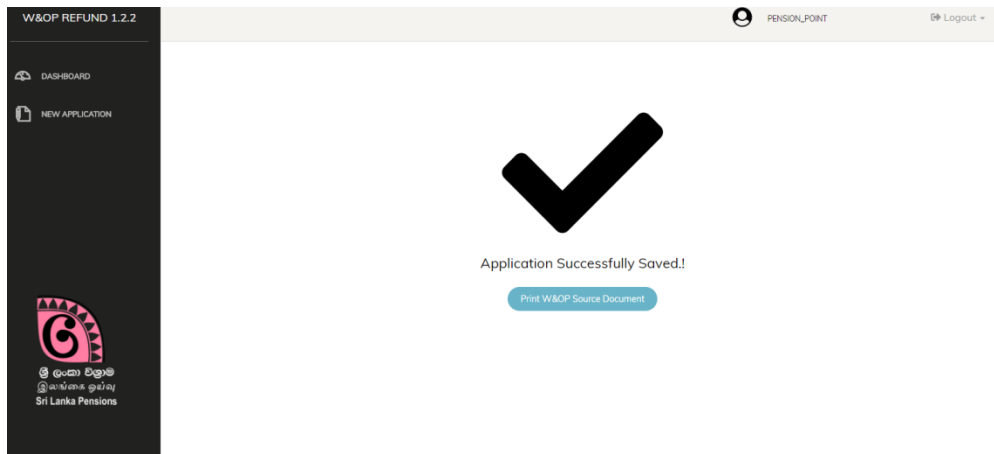 W&OP REFUND 1.2.2
PENSION_POINT
Logout
DASHBOARD
NEW APPLICATION
Application Successfully Saved.!
Print W&OP Source Document
ශ්‍රී ලංකා විශ්‍රාම
இலங்கை ஓய்வு
Sri Lanka Pensions